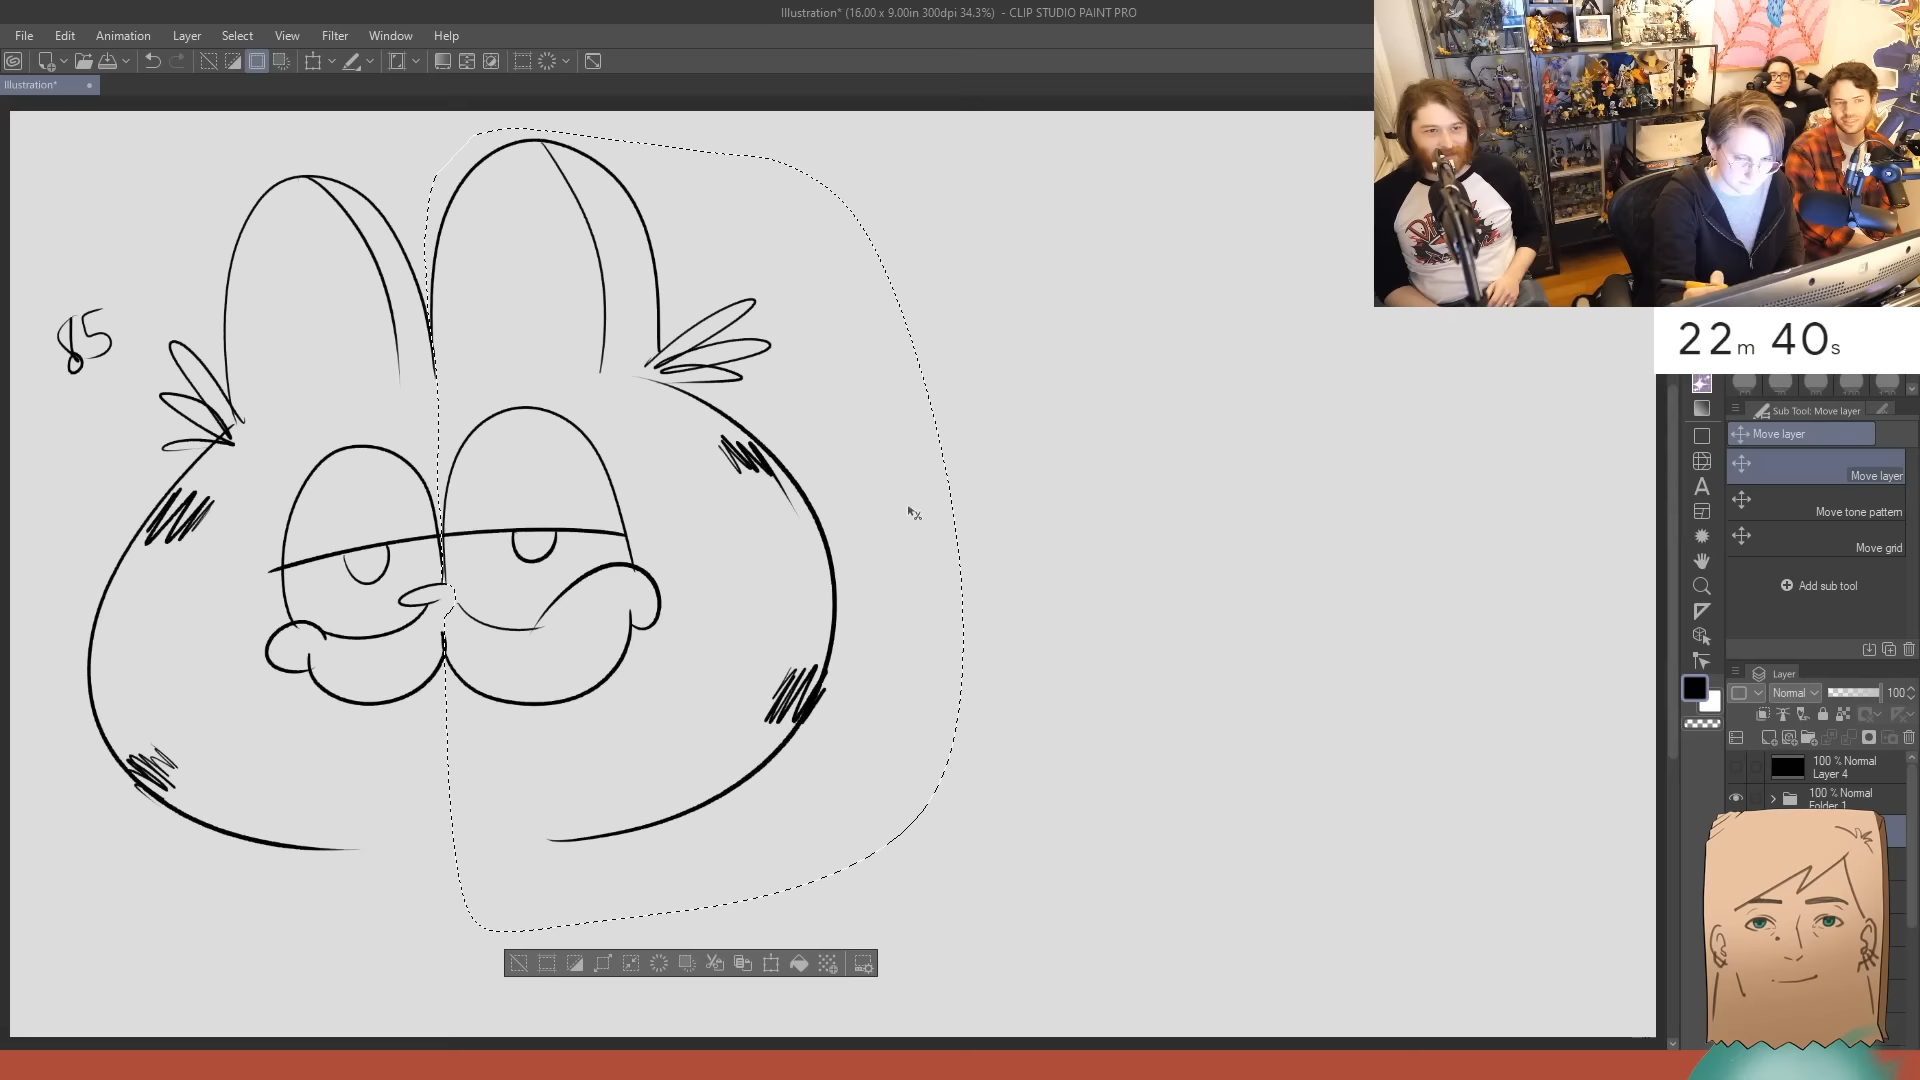 Illustration* (16.00 x 9.00in 300dpi 34.3%) - CLIP STUDIO PAINT PRO
File Edit Animation Layer Select View Filter Window Help
Illustration*
85
22m 40s
Sub Tool: Move layer
Move layer
Move layer
Move tone pattern
Move grid
Add sub tool
Layer
Normal 100
100 % Normal
Layer 4
100 % Normal
Folder 1